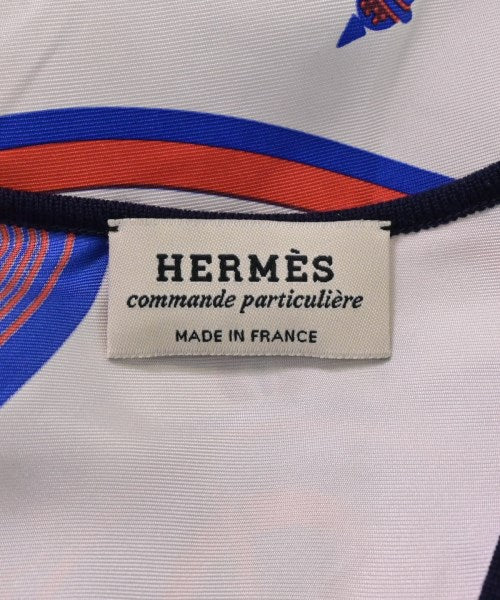 HERMÈS
commande particulière
MADE IN FRANCE